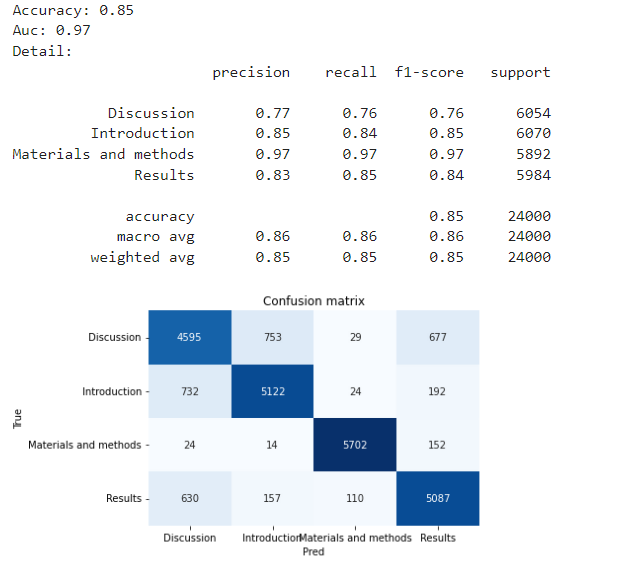 Accuracy: 0.85
Auc: 0.97
Detail:
precision recall f1-score support
Discussion 0.77 0.76 0.76 6054
Introduction 0.85 0.84 0.85 6070
Materials and methods 0.97 0.97 0.97 5892
Results 0.83 0.85 0.84 5984
accuracy 0.85 24000
macro avg 0.86 0.86 0.86 24000
weighted avg 0.85 0.85 0.85 24000
Confusion matrix
Discussion 4595 753 29 677
Introduction 732 5122 24 192
True
Materials and methods 24 14 5702 152
Results 630 157 110 5087
Discussion Introduction Materials and methods Results
Pred